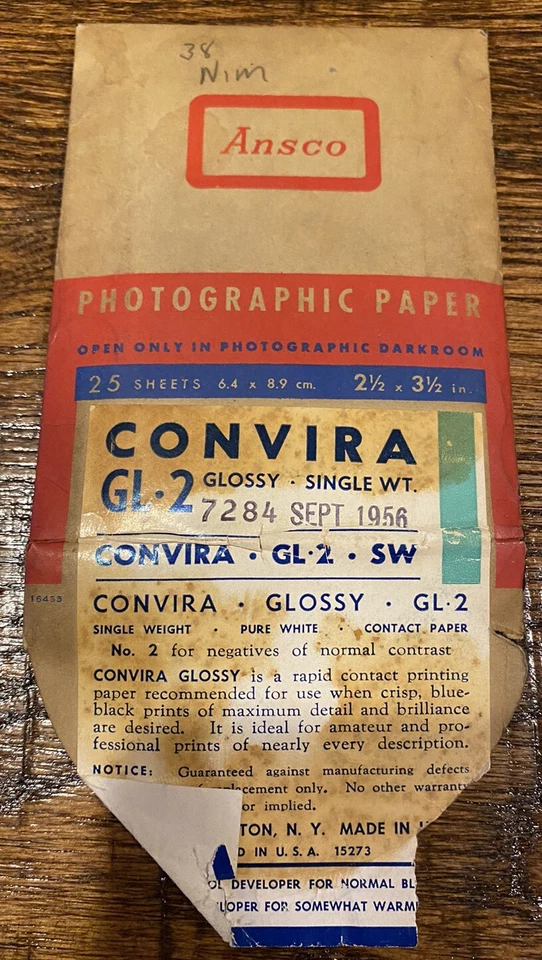 38
Nim
Ansco
PHOTOGRAPHIC PAPER
OPEN ONLY IN PHOTOGRAPHIC DARKROOM
25 SHEETS 6.4 x 8.9 cm. 2½ x 3½ in.
CONVIRA
GL·2 GLOSSY · SINGLE WT.
7284 SEPT 1956
CONVIRA · GL·2 · SW
16433
CONVIRA · GLOSSY · GL·2
SINGLE WEIGHT · PURE WHITE · CONTACT PAPER
No. 2 for negatives of normal contrast
CONVIRA GLOSSY is a rapid contact printing
paper recommended for use when crisp, blue-
black prints of maximum detail and brilliance
are desired. It is ideal for amateur and pro-
fessional prints of nearly every description.
NOTICE: Guaranteed against manufacturing defects
placement only. No other warranty
or implied.
TON, N. Y. MADE IN U
D IN U. S. A. 15273
OL DEVELOPER FOR NORMAL BL
LOPER FOR SOMEWHAT WARM